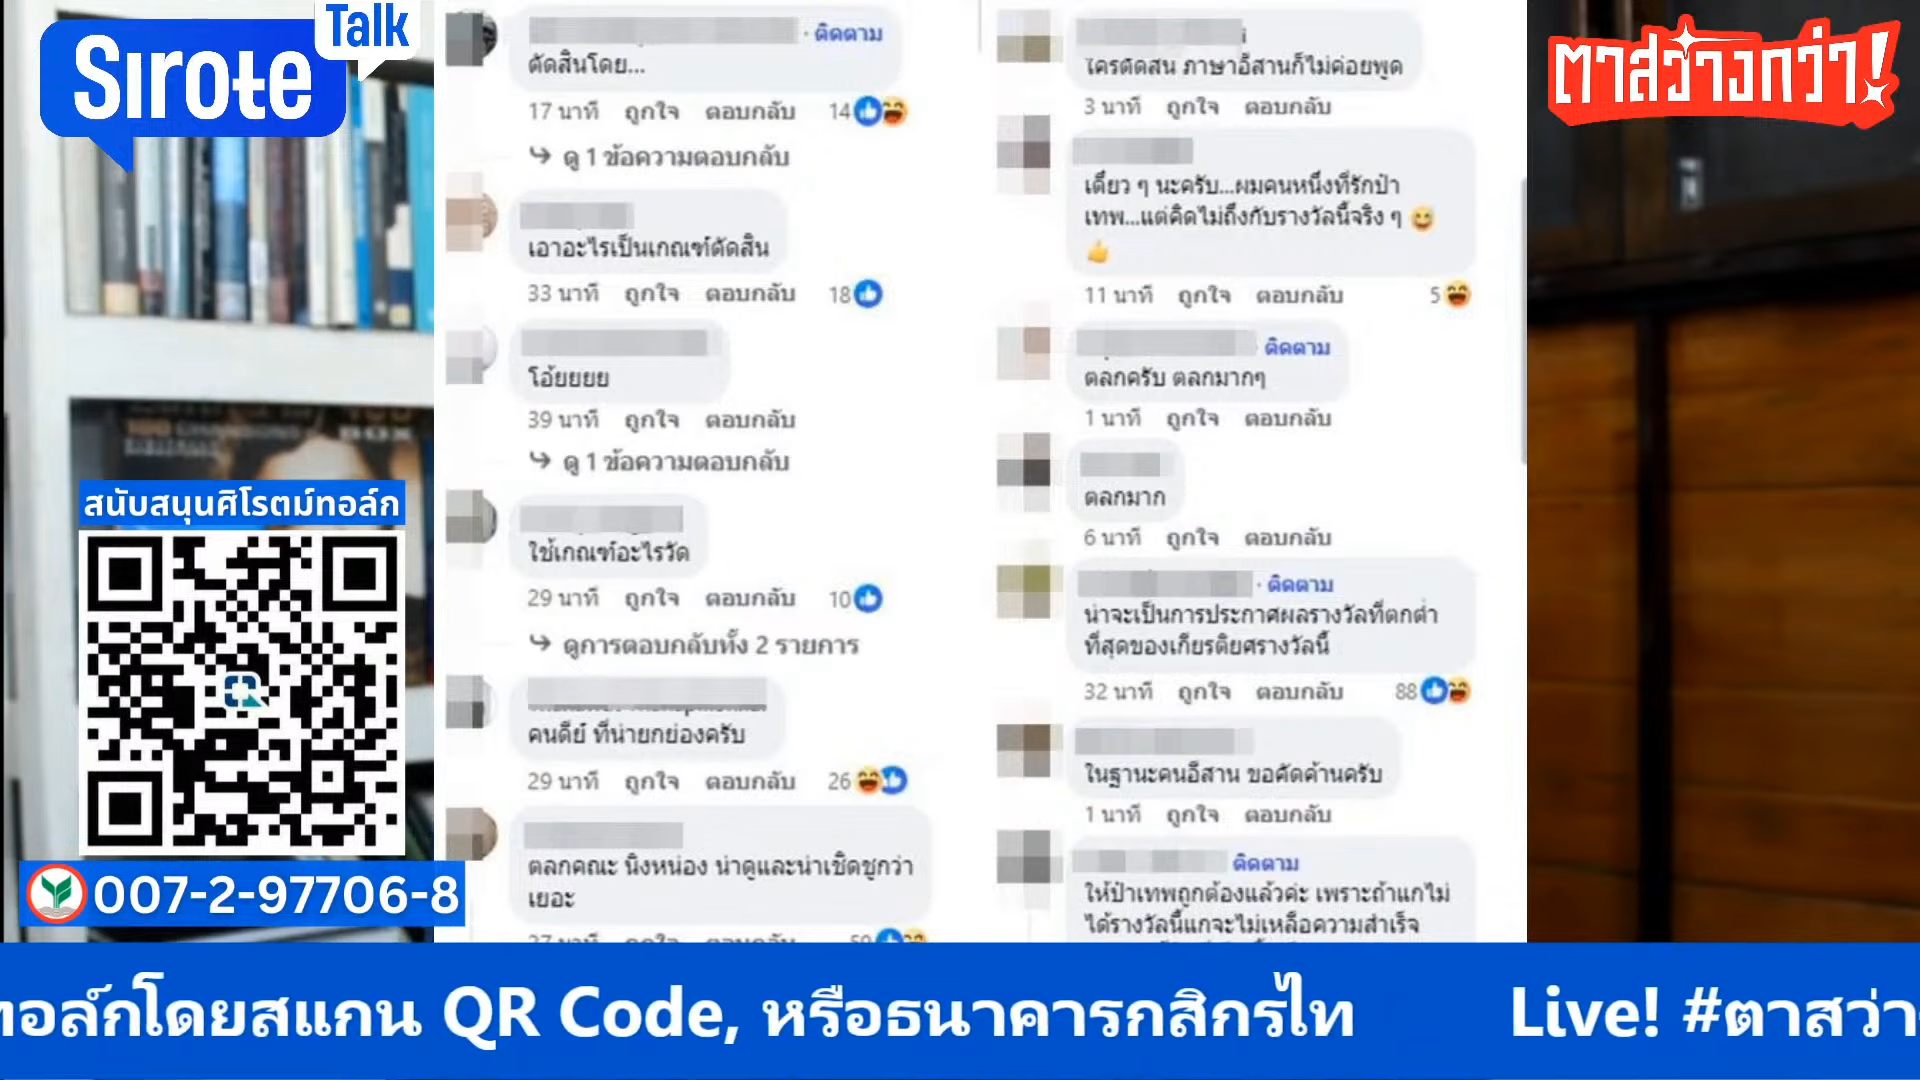 Sirote Talk
ตาสว่างกว่า!
ติดตาม
ตัดสินโดย...
17 นาที ถูกใจ ตอบกลับ 14
ดู 1 ข้อความตอบกลับ
เอาอะไรเป็นเกณฑ์ตัดสิน
33 นาที ถูกใจ ตอบกลับ 18
โอ้ยยยย
39 นาที ถูกใจ ตอบกลับ
ดู 1 ข้อความตอบกลับ
ใช้เกณฑ์อะไรวัด
29 นาที ถูกใจ ตอบกลับ 10
ดูการตอบกลับทั้ง 2 รายการ
คนดีย์ ที่น่ายกย่องครับ
29 นาที ถูกใจ ตอบกลับ 26
ตลกคณะ นิงหน่อง น่าดูและน่าเชิดชูกว่า
เยอะ
ใครตัดสิน ภาษาอีสานก็ไม่ค่อยพูด
3 นาที ถูกใจ ตอบกลับ
เดี๋ยว ๆ นะครับ...ผมคนหนึ่งที่รักป๋า
เทพ...แต่คิดไม่ถึงกับรางวัลนี้จริง ๆ 😅
👍
11 นาที ถูกใจ ตอบกลับ 5
ติดตาม
ตลกครับ ตลกมากๆ
1 นาที ถูกใจ ตอบกลับ
ตลกมาก
6 นาที ถูกใจ ตอบกลับ
ติดตาม
น่าจะเป็นการประกาศผลรางวัลที่ตกต่ำ
ที่สุดของเกียรติยศรางวัลนี้
32 นาที ถูกใจ ตอบกลับ 88
ในฐานะคนอีสาน ขอคัดค้านครับ
1 นาที ถูกใจ ตอบกลับ
ติดตาม
ให้ป๋าเทพถูกต้องแล้วค่ะ เพราะถ้าแกไม่
ได้รางวัลนี้แกจะไม่เหลือความสำเร็จ
สนับสนุนศิโรตม์ทอล์ก
007-2-97706-8
ทอล์กโดยสแกน QR Code, หรือธนาคารกสิกรไท
Live! #ตาสว่า